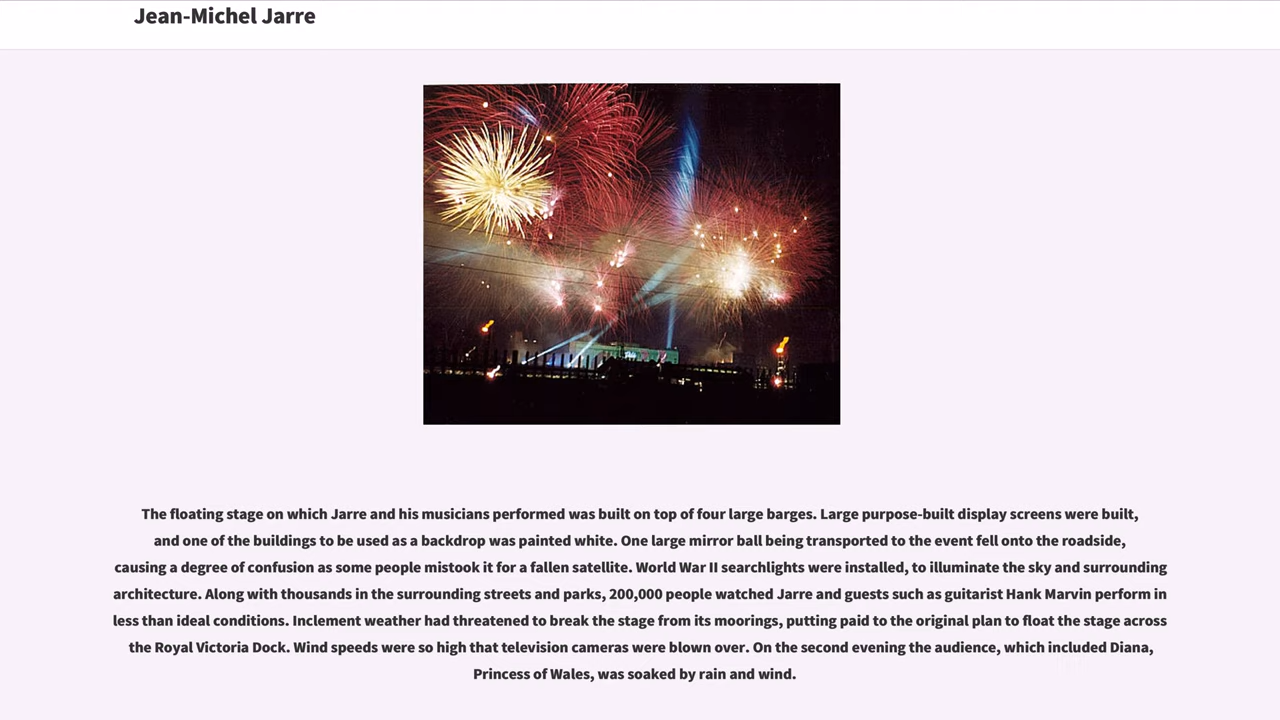 Jean-Michel Jarre
The floating stage on which Jarre and his musicians performed was built on top of four large barges. Large purpose-built display screens were built,
and one of the buildings to be used as a backdrop was painted white. One large mirror ball being transported to the event fell onto the roadside,
causing a degree of confusion as some people mistook it for a fallen satellite. World War II searchlights were installed, to illuminate the sky and surrounding
architecture. Along with thousands in the surrounding streets and parks, 200,000 people watched Jarre and guests such as guitarist Hank Marvin perform in
less than ideal conditions. Inclement weather had threatened to break the stage from its moorings, putting paid to the original plan to float the stage across
the Royal Victoria Dock. Wind speeds were so high that television cameras were blown over. On the second evening the audience, which included Diana,
Princess of Wales, was soaked by rain and wind.